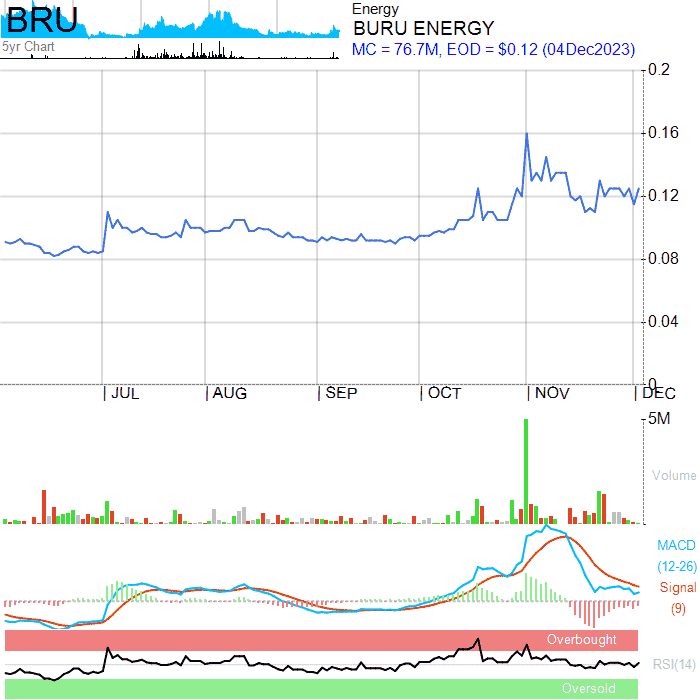 BRU
5yr Chart
Energy
BURU ENERGY
MC = 76.7M, EOD = $0.12 (04Dec2023)
0.2
0.16
0.12
0.08
0.04
0
JUL AUG SEP OCT NOV DEC
5M
Volume
MACD
(12-26)
Signal
(9)
Overbought
RSI(14)
Oversold